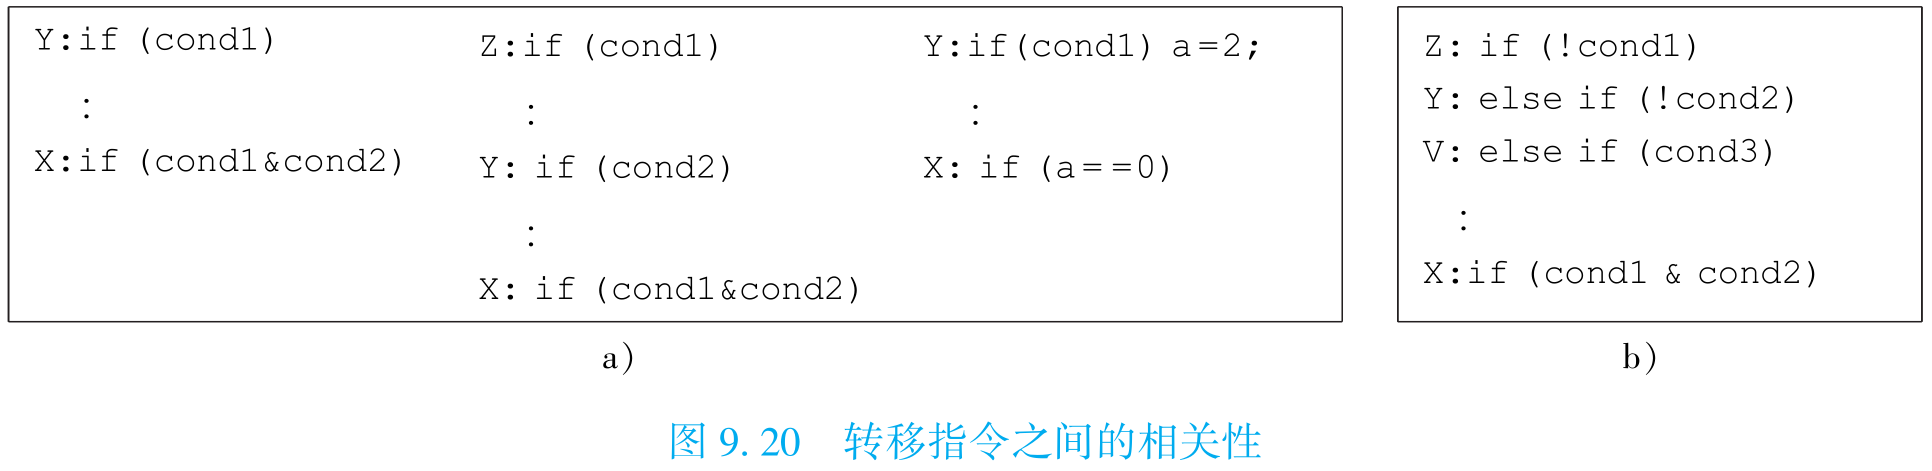 Y:if (cond1)
⋮
X:if (cond1&cond2)
Z:if (cond1)
⋮
Y: if (cond2)
⋮
X: if (cond1&cond2)
Y:if(cond1) a=2;
⋮
X: if (a==0)
a)
Z: if (!cond1)
Y: else if (!cond2)
V: else if (cond3)
⋮
X:if (cond1 & cond2)
b)
图 9.20 转移指令之间的相关性